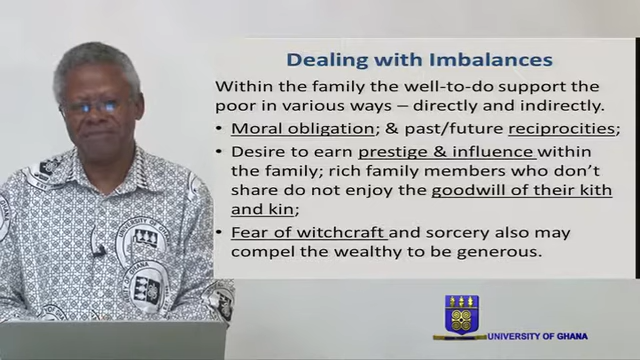 Dealing with Imbalances
Within the family the well-to-do support the
poor in various ways – directly and indirectly.
• Moral obligation; & past/future reciprocities;
• Desire to earn prestige & influence within
the family; rich family members who don't
share do not enjoy the goodwill of their kith
and kin;
• Fear of witchcraft and sorcery also may
compel the wealthy to be generous.
UNIVERSITY OF GHANA